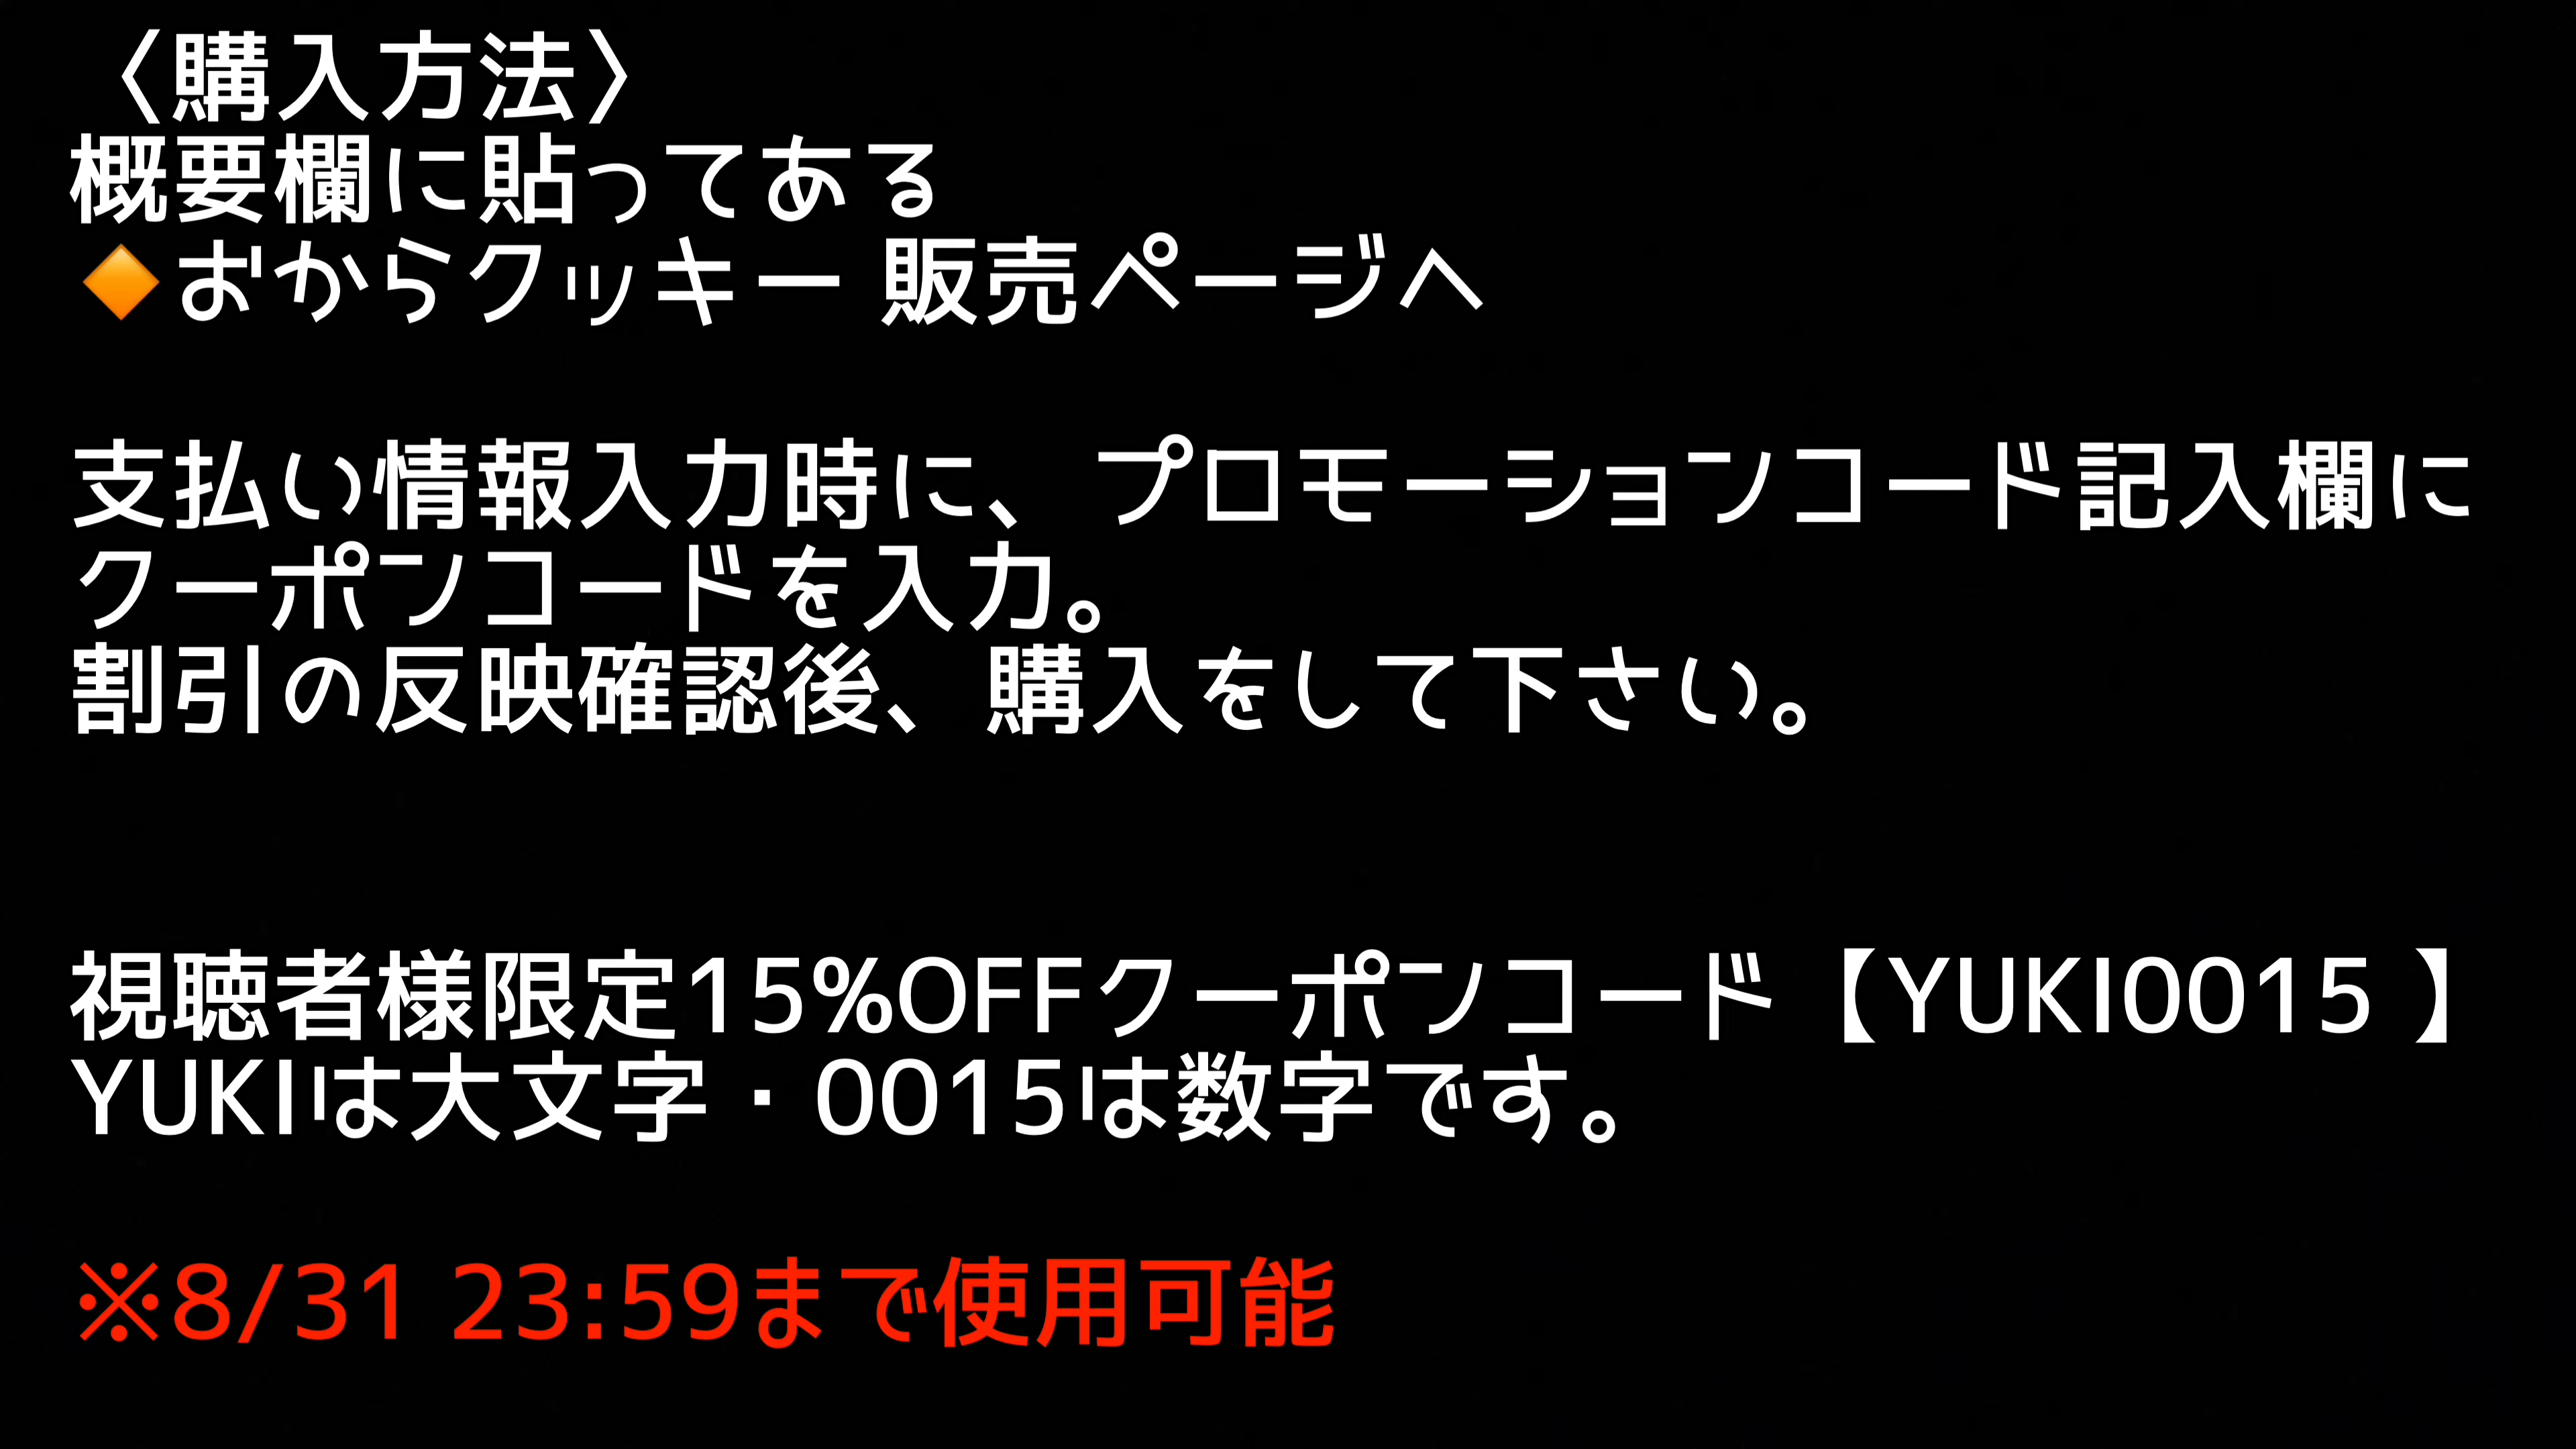 〈購入方法〉
概要欄に貼ってある
🔶おからクッキー 販売ページへ
支払い情報入力時に、プロモーションコード記入欄に
クーポンコードを入力。
割引の反映確認後、購入をして下さい。
視聴者様限定15%OFFクーポンコード【YUKI0015 】
YUKIは大文字・0015は数字です。
※8/31 23:59まで使用可能